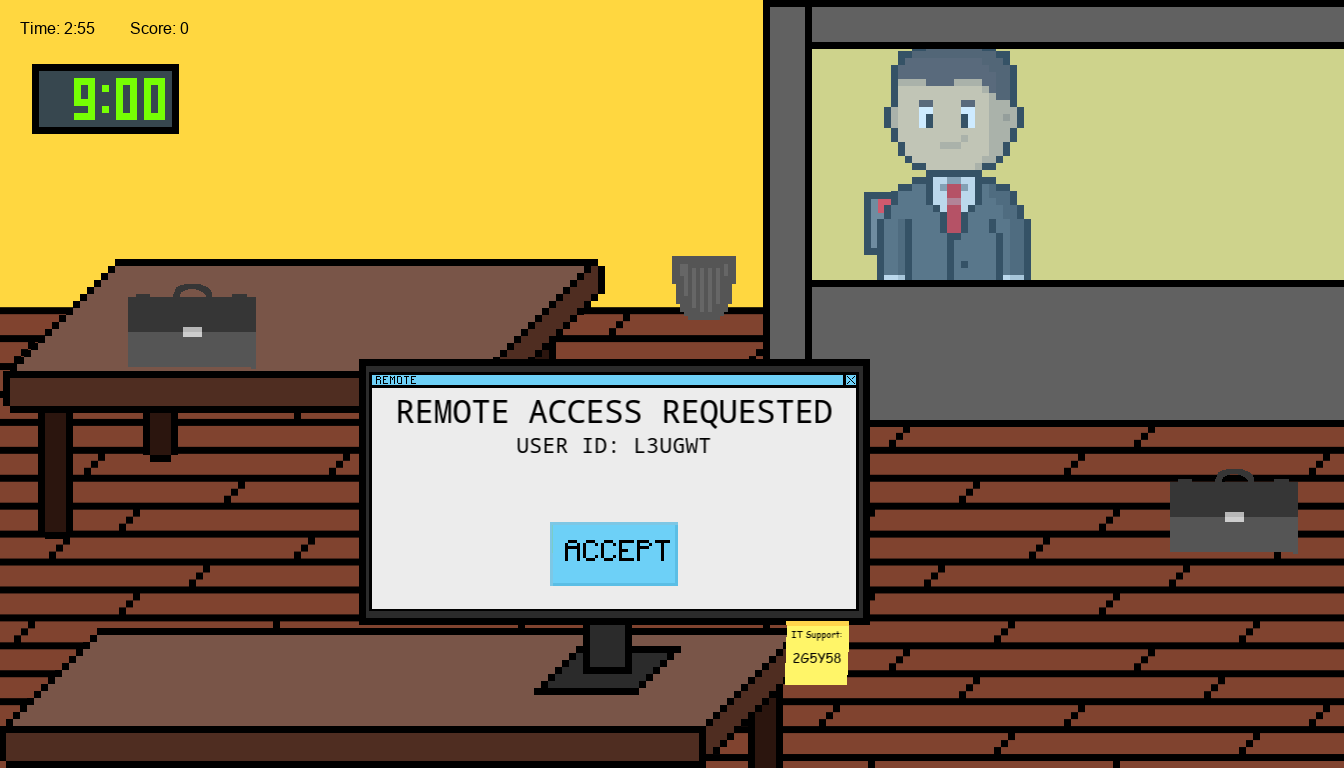 Time: 2:55 Score: 0
9:00
REMOTE
REMOTE ACCESS REQUESTED
USER ID: L3UGWT
ACCEPT
IT Support:
2G5Y58